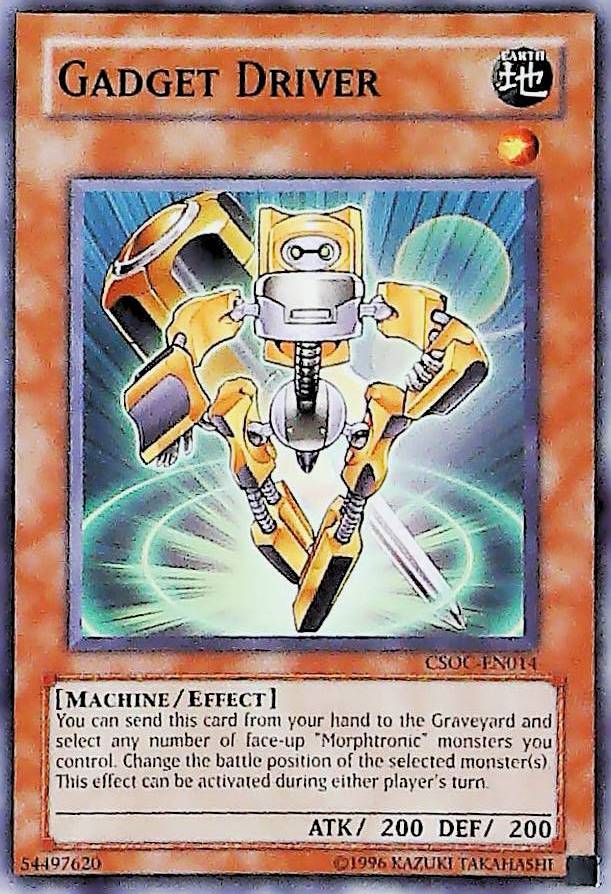 GADGET DRIVER
EARTH
地
CSOC-EN014
[MACHINE/EFFECT]
You can send this card from your hand to the Graveyard and
select any number of face-up "Morphtronic" monsters you
control. Change the battle position of the selected monster(s).
This effect can be activated during either player's turn.
ATK/ 200 DEF/ 200
54497620
©1996 KAZUKI TAKAHASHI